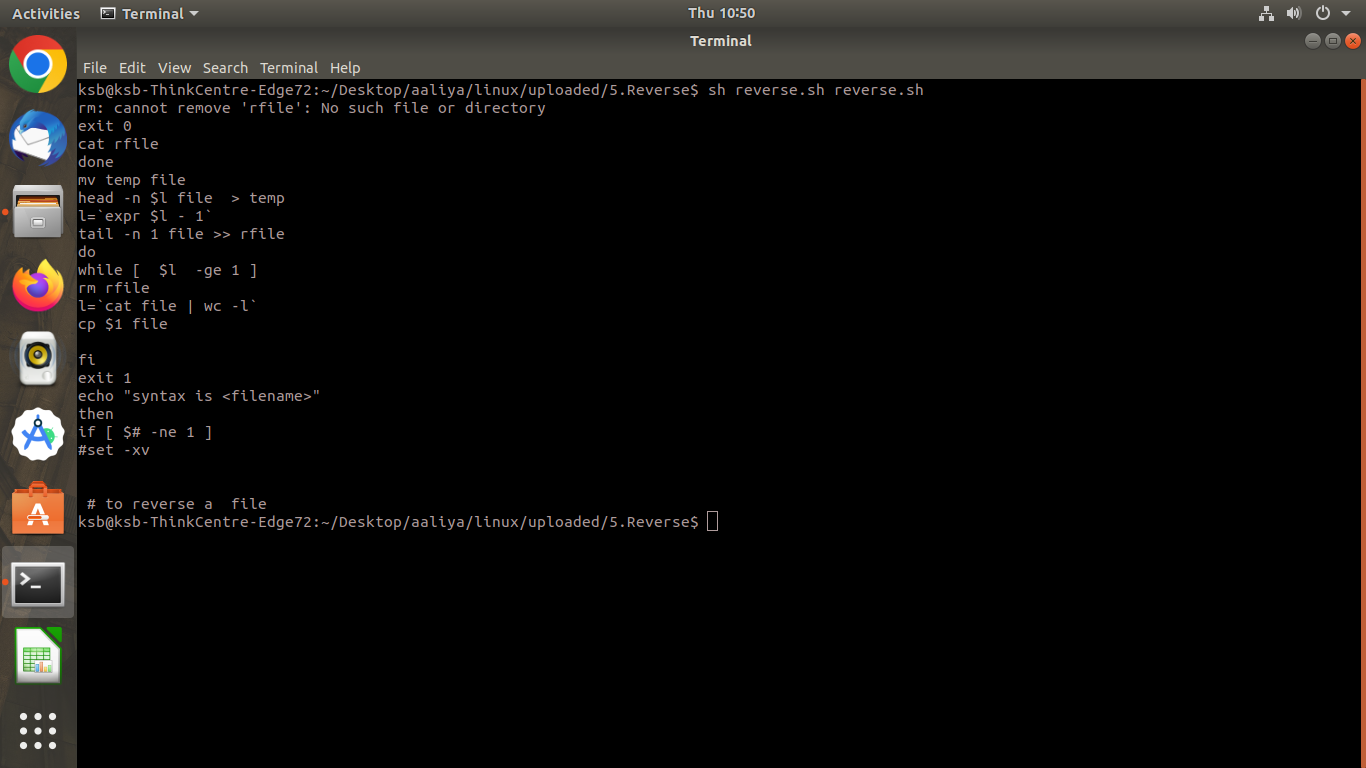 Activities Terminal Thu 10:50
Terminal
File Edit View Search Terminal Help
ksb@ksb-ThinkCentre-Edge72:~/Desktop/aaliya/linux/uploaded/5.Reverse$ sh reverse.sh reverse.sh
rm: cannot remove 'rfile': No such file or directory
exit 0
cat rfile
done
mv temp file
head -n $l file  > temp
l=`expr $l - 1`
tail -n 1 file >> rfile
do
while [  $l  -ge 1 ]
rm rfile
l=`cat file | wc -l`
cp $1 file

fi
exit 1
echo "syntax is <filename>"
then
if [ $# -ne 1 ]
#set -xv


 # to reverse a  file
ksb@ksb-ThinkCentre-Edge72:~/Desktop/aaliya/linux/uploaded/5.Reverse$